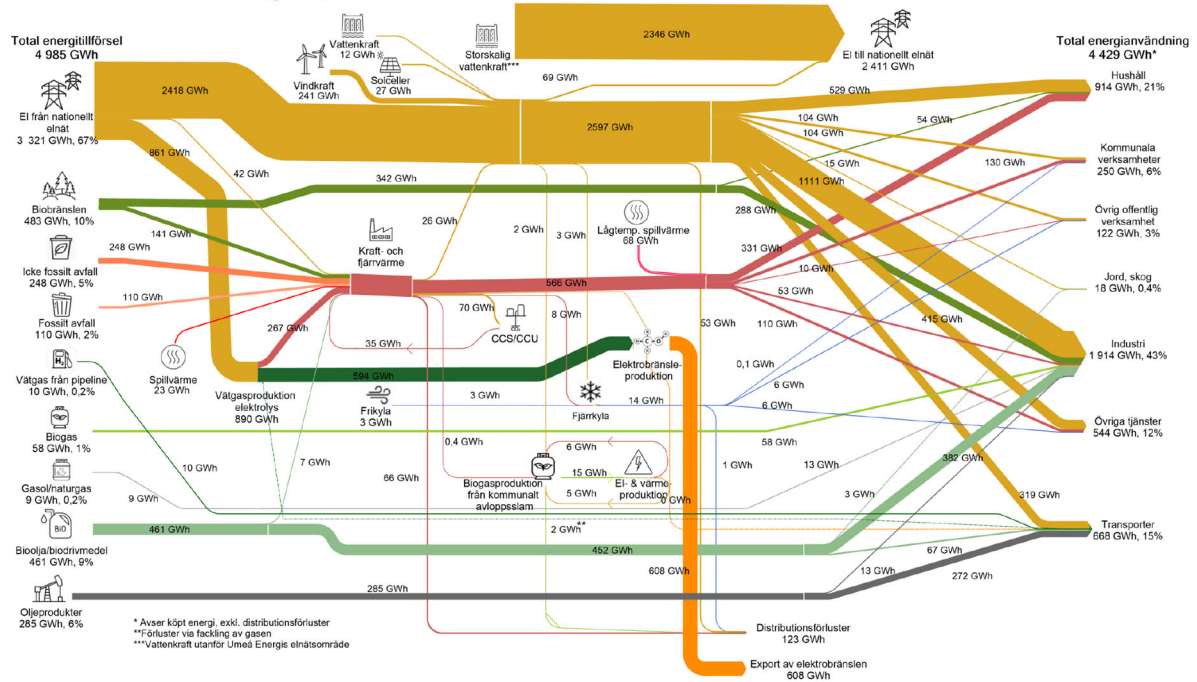 Total energitillförsel
4 985 GWh
El från nationellt
elnät
3 321 GWh, 67%
Biobränslen
483 GWh, 10%
Icke fossilt avfall
248 GWh, 5%
Fossilt avfall
110 GWh, 2%
H₂
Vätgas från pipeline
10 GWh, 0,2%
Biogas
58 GWh, 1%
Gasol/naturgas
9 GWh, 0,2%
BIO
Bioolja/biodrivmedel
461 GWh, 9%
Oljeprodukter
285 GWh, 6%
* Avser köpt energi, exkl. distributionsförluster
**Förluster via fackling av gasen
***Vattenkraft utanför Umeå Energis elnätsområde
2418 GWh
861 GWh
42 GWh
141 GWh
248 GWh
110 GWh
267 GWh
Spillvärme
23 GWh
Vätgasproduktion
elektrolys
890 GWh
10 GWh
9 GWh
461 GWh
7 GWh
Vindkraft
241 GWh
Vattenkraft
12 GWh
Solceller
27 GWh
Storskalig
vattenkraft***
2346 GWh
69 GWh
El till nationellt elnät
2 411 GWh
2597 GWh
342 GWh
Kraft- och
fjärrvärme
26 GWh
2 GWh
3 GWh
Lågtemp. spillvärme
68 GWh
566 GWh
70 GWh
CCS/CCU
35 GWh
8 GWh
594 GWh
H
C
O
H
H
H
Elektrobränsle-
produktion
Frikyla
3 GWh
3 GWh
Fjärrkyla
14 GWh
53 GWh
0,4 GWh
66 GWh
6 GWh
15 GWh
5 GWh
Biogasproduktion
från kommunalt
avloppsslam
El- & värme-
produktion
0 GWh
2 GWh**
452 GWh
285 GWh
608 GWh
1 GWh
58 GWh
13 GWh
3 GWh
382 GWh
67 GWh
13 GWh
272 GWh
319 GWh
529 GWh
54 GWh
104 GWh
104 GWh
15 GWh
1111 GWh
130 GWh
288 GWh
331 GWh
10 GWh
53 GWh
110 GWh
415 GWh
0,1 GWh
6 GWh
6 GWh
Distributionsförluster
123 GWh
Export av elektrobränslen
608 GWh
Total energianvändning
4 429 GWh*
Hushåll
914 GWh, 21%
Kommunala
verksamheter
250 GWh, 6%
Övrig offentlig
verksamhet
122 GWh, 3%
Jord, skog
18 GWh, 0,4%
Industri
1 914 GWh, 43%
Övriga tjänster
544 GWh, 12%
Transporter
668 GWh, 15%